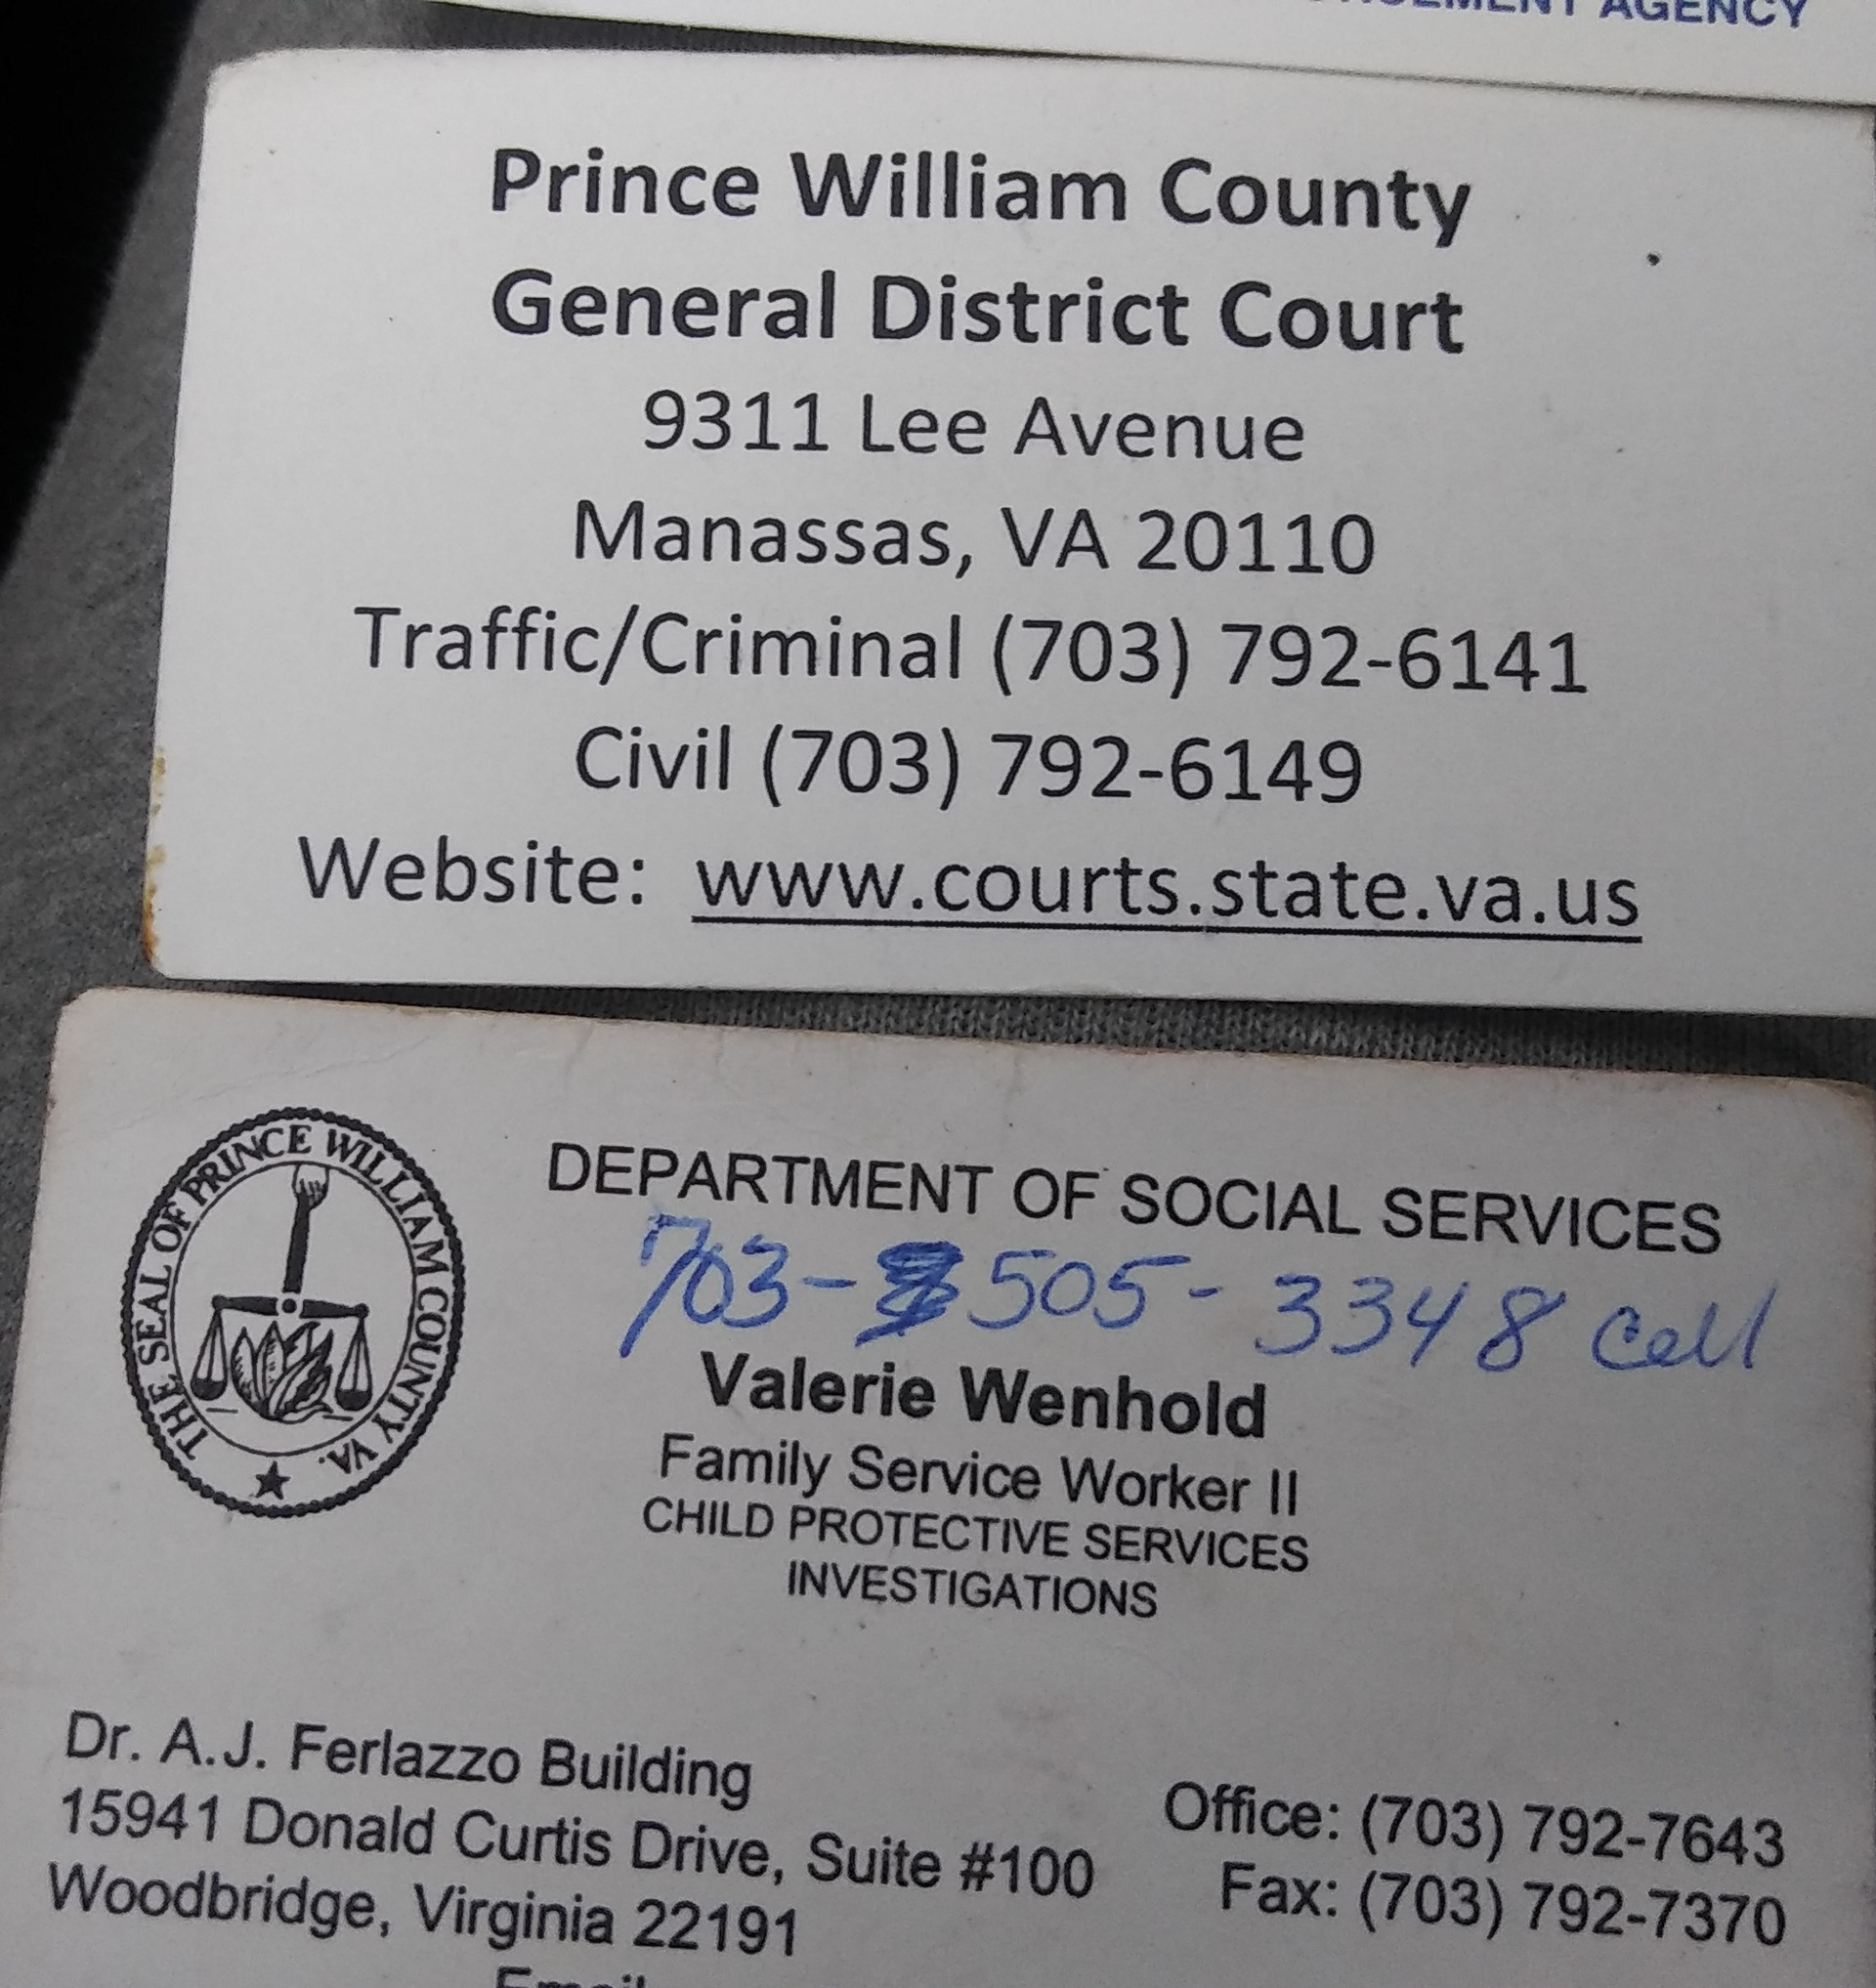 AGENCY
Prince William County
General District Court
9311 Lee Avenue
Manassas, VA 20110
Traffic/Criminal (703) 792-6141
Civil (703) 792-6149
Website: www.courts.state.va.us
THE SEAL OF PRINCE WILLIAM COUNTY VA.
DEPARTMENT OF SOCIAL SERVICES
703-505-3348 cell
Valerie Wenhold
Family Service Worker II
CHILD PROTECTIVE SERVICES
INVESTIGATIONS
Dr. A.J. Ferlazzo Building
15941 Donald Curtis Drive, Suite #100
Woodbridge, Virginia 22191
Office: (703) 792-7643
Fax: (703) 792-7370